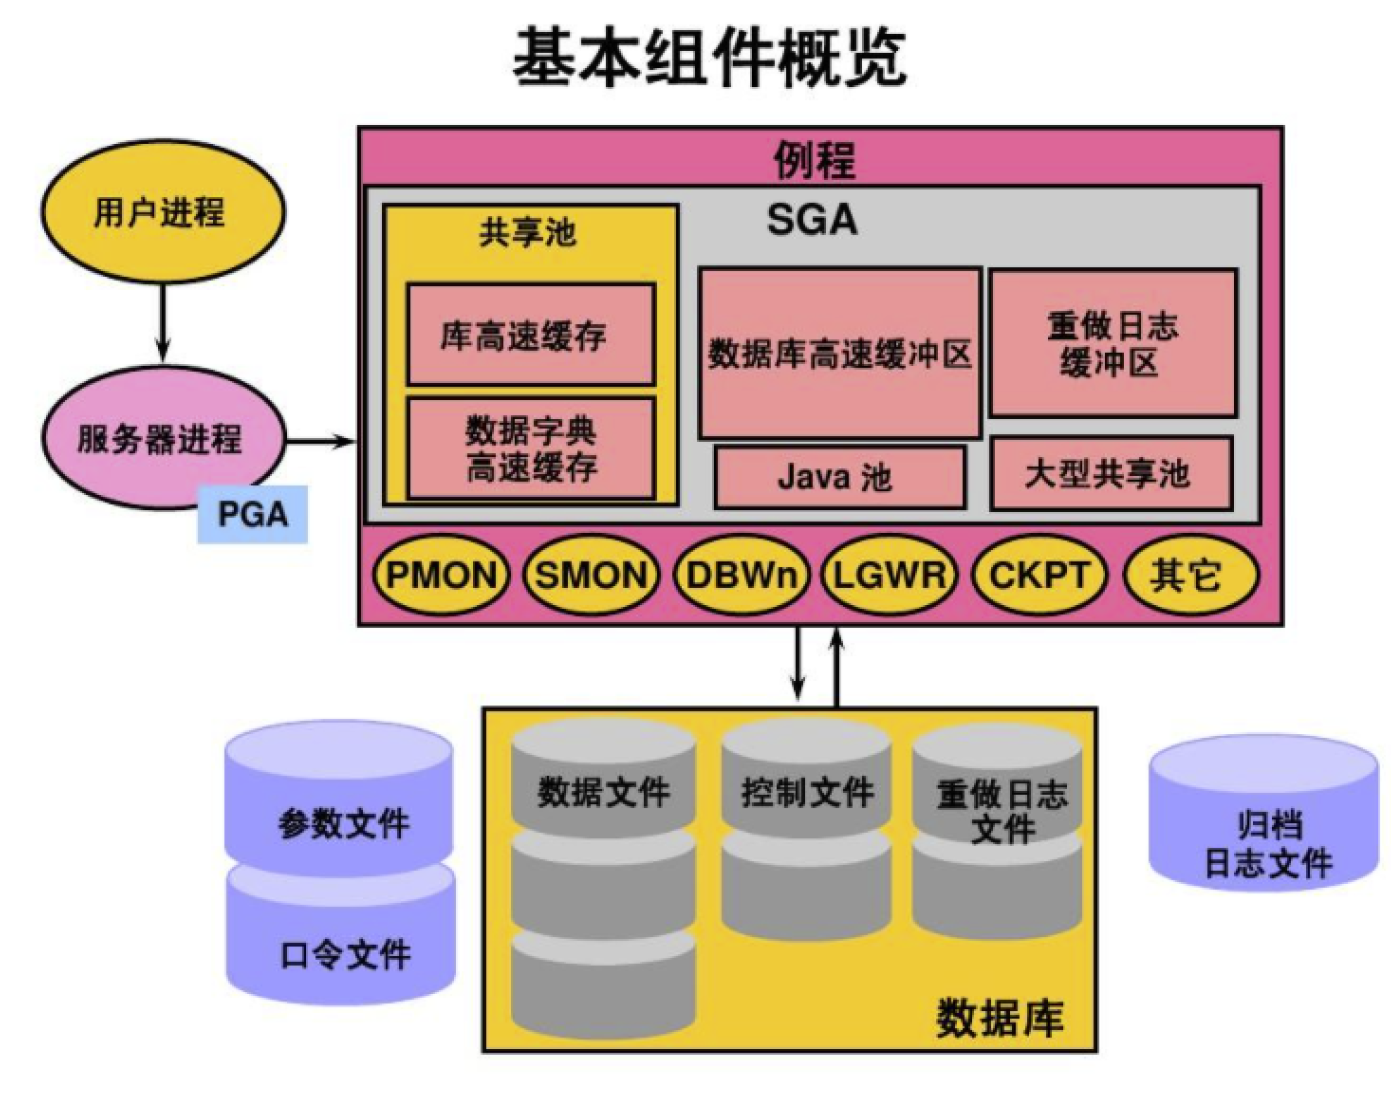 基本组件概览
例程
用户进程
SGA
共享池
库高速缓存
数据库高速缓冲区
重做日志
缓冲区
服务器进程
数据字典
高速缓存
Java 池
大型共享池
PGA
PMON
SMON
DBWn
LGWR
CKPT
其它
数据文件
控制文件
重做日志
文件
参数文件
归档
日志文件
口令文件
数据库